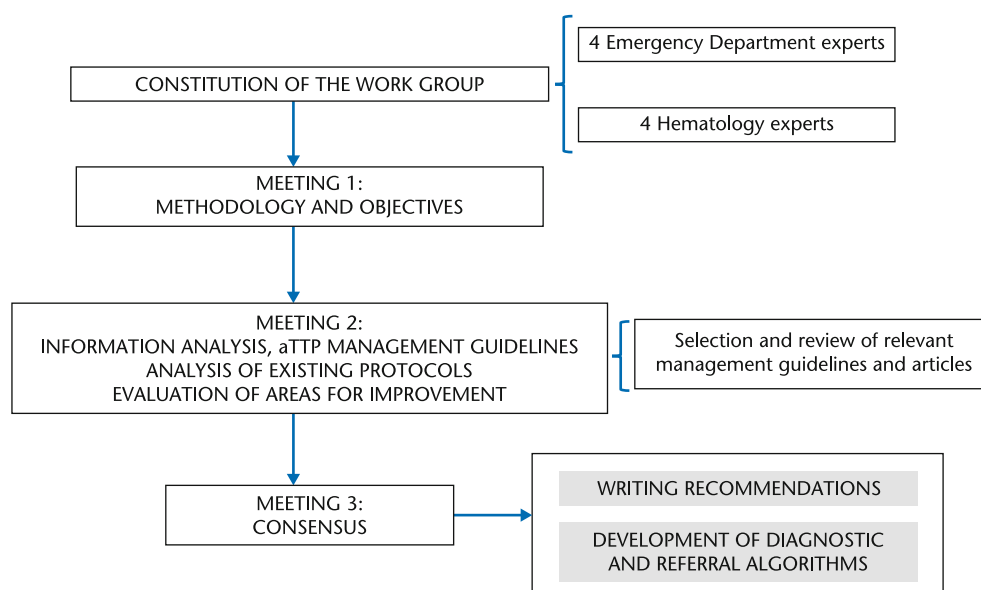 4 Emergency Department experts
CONSTITUTION OF THE WORK GROUP
4 Hematology experts
MEETING 1:
METHODOLOGY AND OBJECTIVES
MEETING 2:
INFORMATION ANALYSIS, aTTP MANAGEMENT GUIDELINES
ANALYSIS OF EXISTING PROTOCOLS
EVALUATION OF AREAS FOR IMPROVEMENT
Selection and review of relevant
management guidelines and articles
MEETING 3:
CONSENSUS
WRITING RECOMMENDATIONS
DEVELOPMENT OF DIAGNOSTIC
AND REFERRAL ALGORITHMS